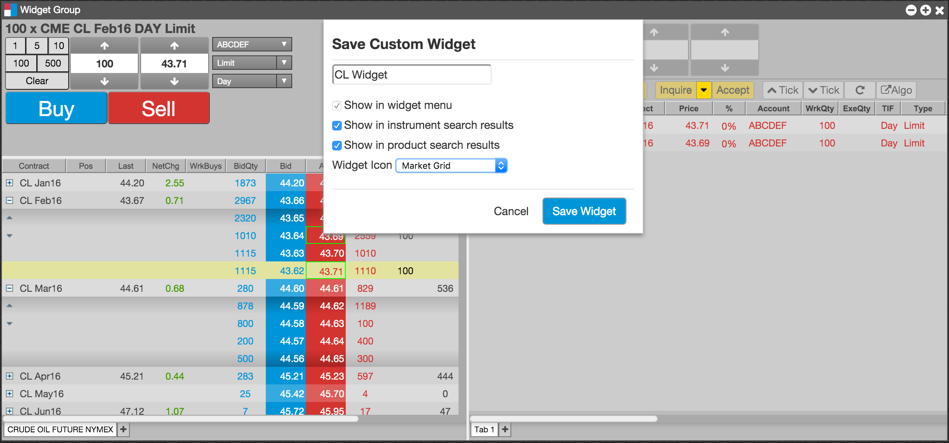 Widget Group
100 x CME CL Feb16 DAY Limit
1 5 10
100 500
Clear
100 43.71
ABCDEF
Limit
Day
Buy Sell
Save Custom Widget
CL Widget
Show in widget menu
Show in instrument search results
Show in product search results
Widget Icon Market Grid
Cancel Save Widget
Inquire Accept Tick Tick Algo
Price % Account WrkQty ExeQty TIF Type
16 43.71 0% ABCDEF 100 Day Limit
16 43.69 0% ABCDEF 100 Day Limit
Contract Pos Last NetChg WrkBuys BidQty Bid
CL Jan16 44.20 2.55 1873 44.20
CL Feb16 43.67 0.71 2967 43.66
2320 43.65
1010 43.64 43.69 2559 100
1115 43.63 43.70 1010
1115 43.62 43.71 1110 100
CL Mar16 44.61 0.68 280 44.60 44.61 829 536
878 44.59 44.62 1189
800 44.58 44.63 100
200 44.57 44.64 400
500 44.56 44.65 300
CL Apr16 45.21 0.44 283 45.21 45.23 597 444
CL May16 25 45.42 45.70 4 0
CL Jun16 47.12 1.07 7 45.72 45.95 17 47
CRUDE OIL FUTURE NYMEX +
Tab 1 +